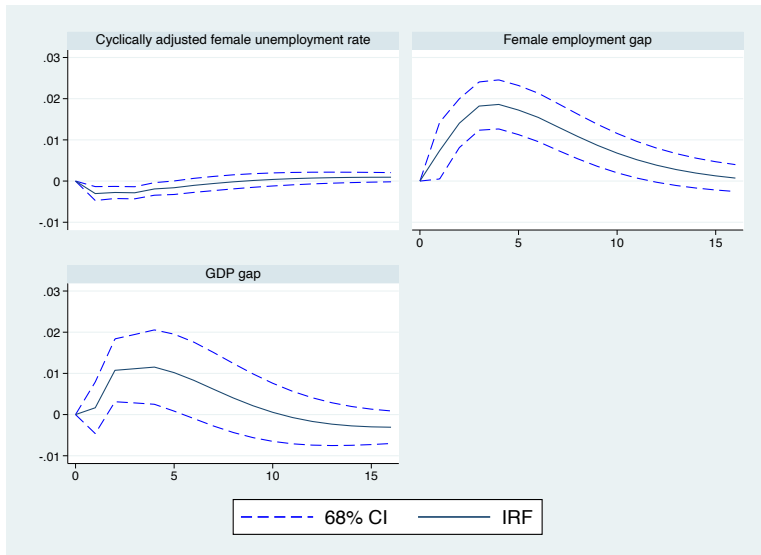 Cyclically adjusted female unemployment rate
Female employment gap
.03
.02
.01
0
-.01
0 5 10 15
GDP gap
.03
.02
.01
0
-.01
0 5 10 15
68% CI IRF